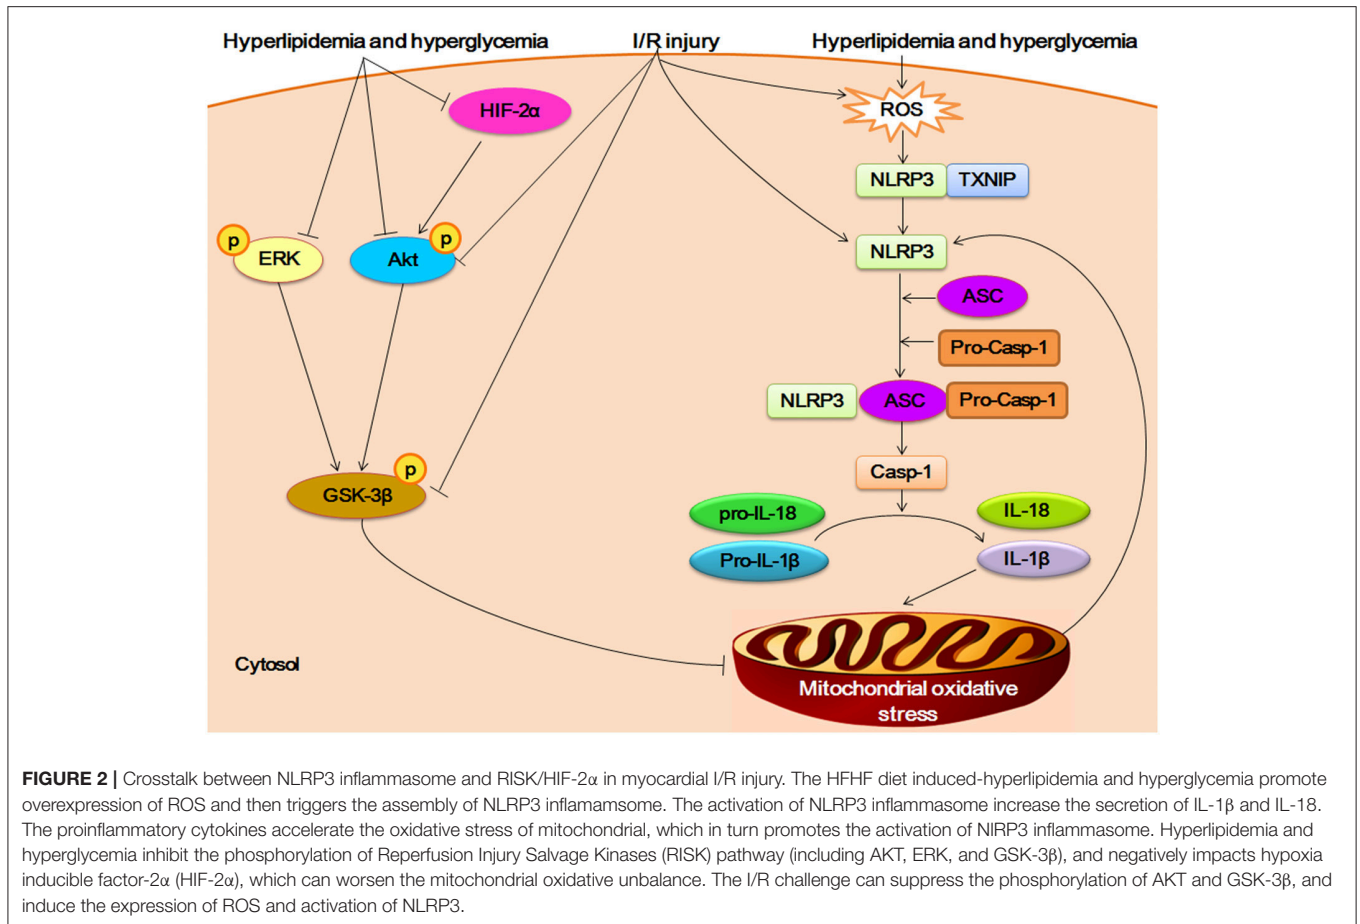 Hyperlipidemia and hyperglycemia
I/R injury
Hyperlipidemia and hyperglycemia
HIF-2α
ROS
NLRP3
TXNIP
p
ERK
Akt
p
NLRP3
ASC
Pro-Casp-1
NLRP3
ASC
Pro-Casp-1
Casp-1
p
GSK-3β
pro-IL-18
IL-18
Pro-IL-1β
IL-1β
Cytosol
Mitochondrial oxidative
stress
FIGURE 2 | Crosstalk between NLRP3 inflammasome and RISK/HIF-2α in myocardial I/R injury. The HFHF diet induced-hyperlipidemia and hyperglycemia promote
overexpression of ROS and then triggers the assembly of NLRP3 inflamamsome. The activation of NLRP3 inflammasome increase the secretion of IL-1β and IL-18.
The proinflammatory cytokines accelerate the oxidative stress of mitochondrial, which in turn promotes the activation of NlRP3 inflammasome. Hyperlipidemia and
hyperglycemia inhibit the phosphorylation of Reperfusion Injury Salvage Kinases (RISK) pathway (including AKT, ERK, and GSK-3β), and negatively impacts hypoxia
inducible factor-2α (HIF-2α), which can worsen the mitochondrial oxidative unbalance. The I/R challenge can suppress the phosphorylation of AKT and GSK-3β, and
induce the expression of ROS and activation of NLRP3.